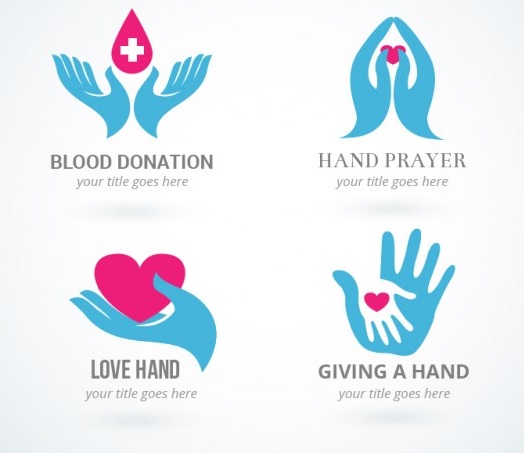 BLOOD DONATION
your title goes here
HAND PRAYER
your title goes here
LOVE HAND
your title goes here
GIVING A HAND
your title goes here